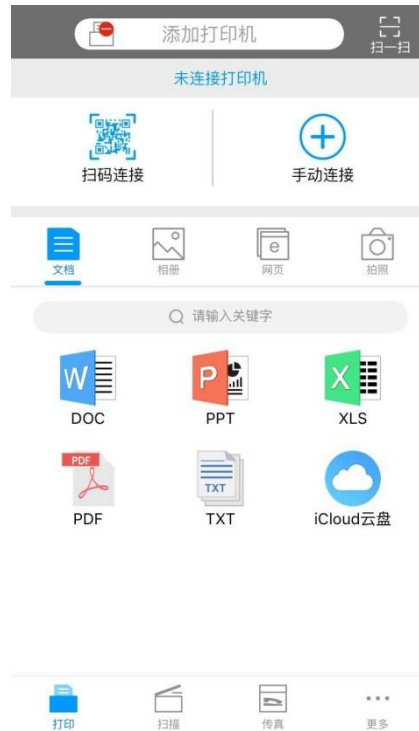 添加打印机
扫一扫
未连接打印机
扫码连接
手动连接
文档
相册
e
网页
拍照
请输入关键字
W
P
X
DOC
PPT
XLS
PDF
TXT
PDF
TXT
iCloud云盘
打印
扫描
传真
更多